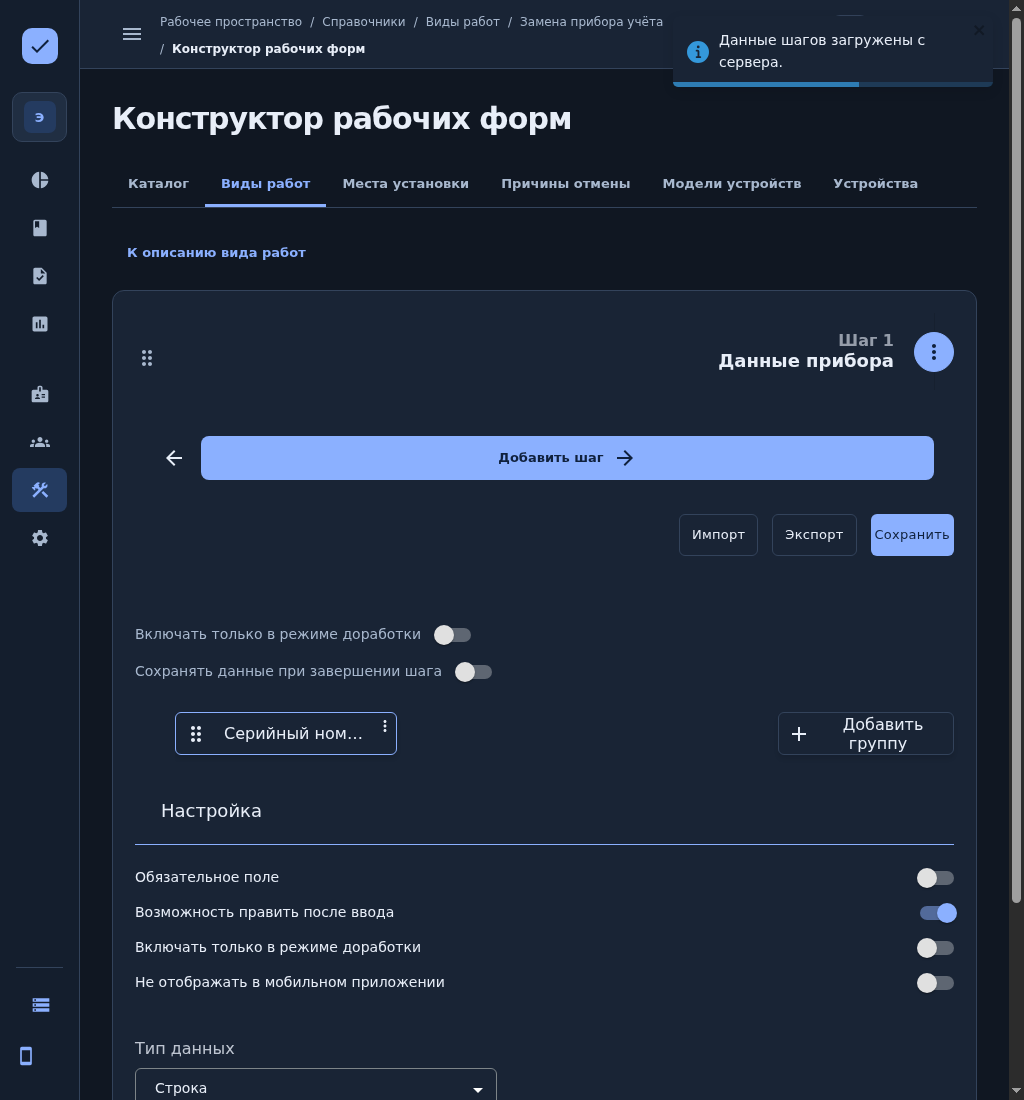 Рабочее пространство / Справочники / Виды работ / Замена прибора учёта
/ Конструктор рабочих форм
Данные шагов загружены с
сервера.
Э
Конструктор рабочих форм
Каталог Виды работ Места установки Причины отмены Модели устройств Устройства
К описанию вида работ
Шаг 1
Данные прибора
Добавить шаг
Импорт Экспорт Сохранить
Включать только в режиме доработки
Сохранять данные при завершении шага
Серийный ном...
Добавить
группу
Настройка
Обязательное поле
Возможность править после ввода
Включать только в режиме доработки
Не отображать в мобильном приложении
Тип данных
Строка